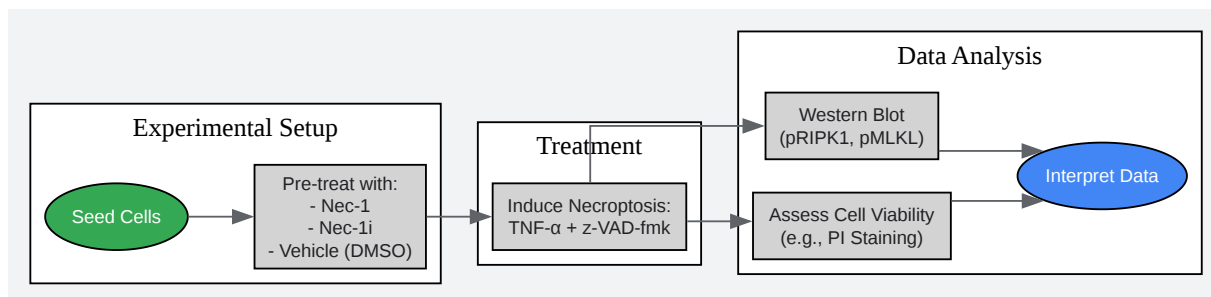 Experimental Setup
Seed Cells
Pre-treat with:
- Nec-1
- Nec-1i
- Vehicle (DMSO)
Treatment
Induce Necroptosis:
TNF-α + z-VAD-fmk
Data Analysis
Western Blot
(pRIPK1, pMLKL)
Assess Cell Viability
(e.g., PI Staining)
Interpret Data